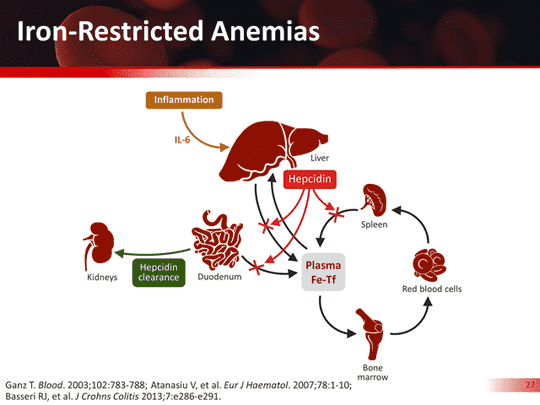 Iron-Restricted Anemias
Inflammation
IL-6
Liver
Hepcidin
Spleen
Kidneys
Hepcidin
clearance
Duodenum
Plasma
Fe-Tf
Red blood cells
Bone
marrow
Ganz T. Blood. 2003;102:783-788; Atanasiu V, et al. Eur J Haematol. 2007;78:1-10;
Basseri RJ, et al. J Crohns Colitis 2013;7:e286-e291.
27